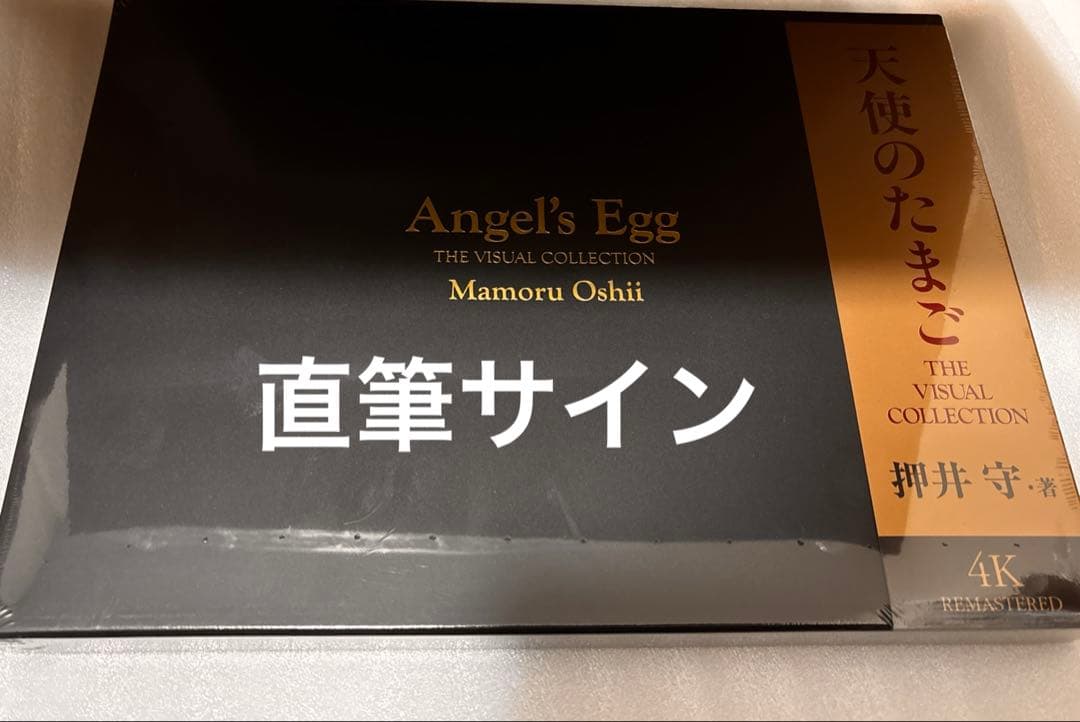 Angel's Egg
THE VISUAL COLLECTION
Mamoru Oshii
直筆サイン
天使のたまご
THE
VISUAL
COLLECTION
押井 守・著
4K
REMASTERED